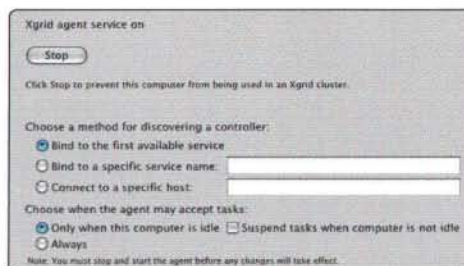 Xgrid agent service on
Stop
Click Stop to prevent this computer from being used in an Xgrid cluster.
Choose a method for discovering a controller:
Bind to the first available service
Bind to a specific service name:
Connect to a specific host:
Choose when the agent may accept tasks:
Only when this computer is idle Suspend tasks when computer is not idle
Always
Note: You must stop and start the agent before any changes will take effect.